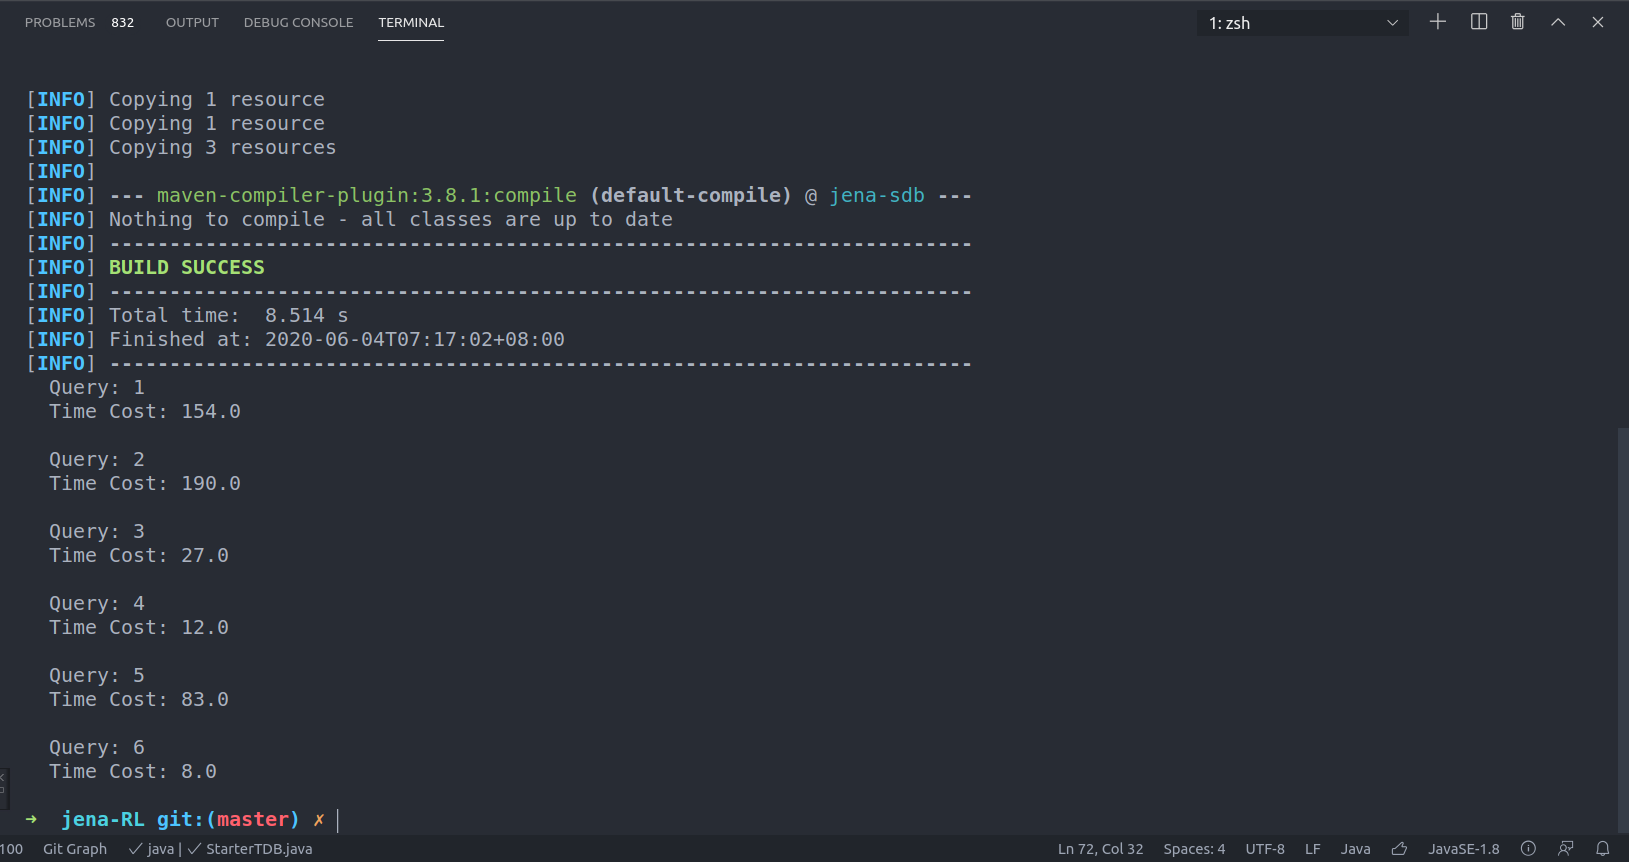 PROBLEMS 832 OUTPUT DEBUG CONSOLE TERMINAL 1: zsh
[INFO] Copying 1 resource
[INFO] Copying 1 resource
[INFO] Copying 3 resources
[INFO]
[INFO] --- maven-compiler-plugin:3.8.1:compile (default-compile) @ jena-sdb ---
[INFO] Nothing to compile - all classes are up to date
[INFO] ------------------------------------------------------------------------
[INFO] BUILD SUCCESS
[INFO] ------------------------------------------------------------------------
[INFO] Total time:  8.514 s
[INFO] Finished at: 2020-06-04T07:17:02+08:00
[INFO] ------------------------------------------------------------------------
Query: 1
Time Cost: 154.0
Query: 2
Time Cost: 190.0
Query: 3
Time Cost: 27.0
Query: 4
Time Cost: 12.0
Query: 5
Time Cost: 83.0
Query: 6
Time Cost: 8.0
➜ jena-RL git:(master) ✗
100 Git Graph ✓ java | ✓ StarterTDB.java Ln 72, Col 32 Spaces: 4 UTF-8 LF Java JavaSE-1.8